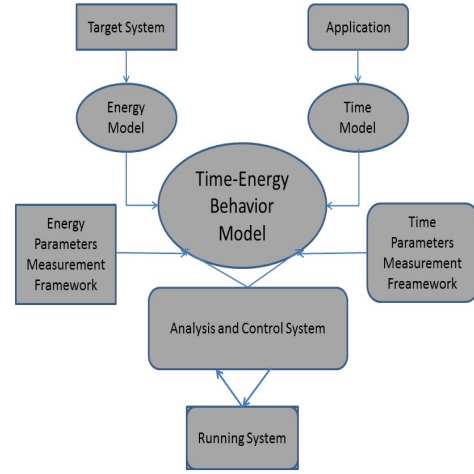 Target System
Application
Energy
Model
Time
Model
Time-Energy
Behavior
Model
Energy
Parameters
Measurement
Framework
Time
Parameters
Measurement
Freamework
Analysis and Control System
Running System